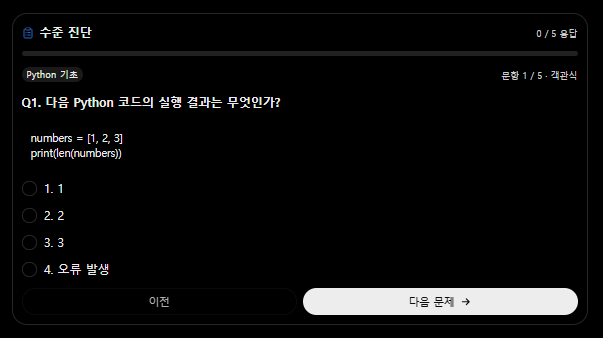 수준 진단
0 / 5 응답
Python 기초
문항 1 / 5 · 객관식
Q1. 다음 Python 코드의 실행 결과는 무엇인가?
numbers = [1, 2, 3]
print(len(numbers))
1. 1
2. 2
3. 3
4. 오류 발생
이전
다음 문제 →